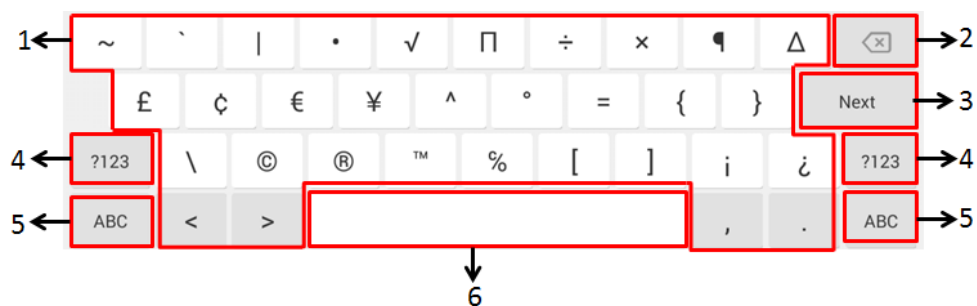 1 ~ ` | • √ Π ÷ × ¶ Δ 2
£ ¢ € ¥ ^ ° = { } Next 3
4 ?123 \ © ® ™ ℅ [ ] ¡ ¿ ?123 4
5 ABC < > , . ABC 5
6